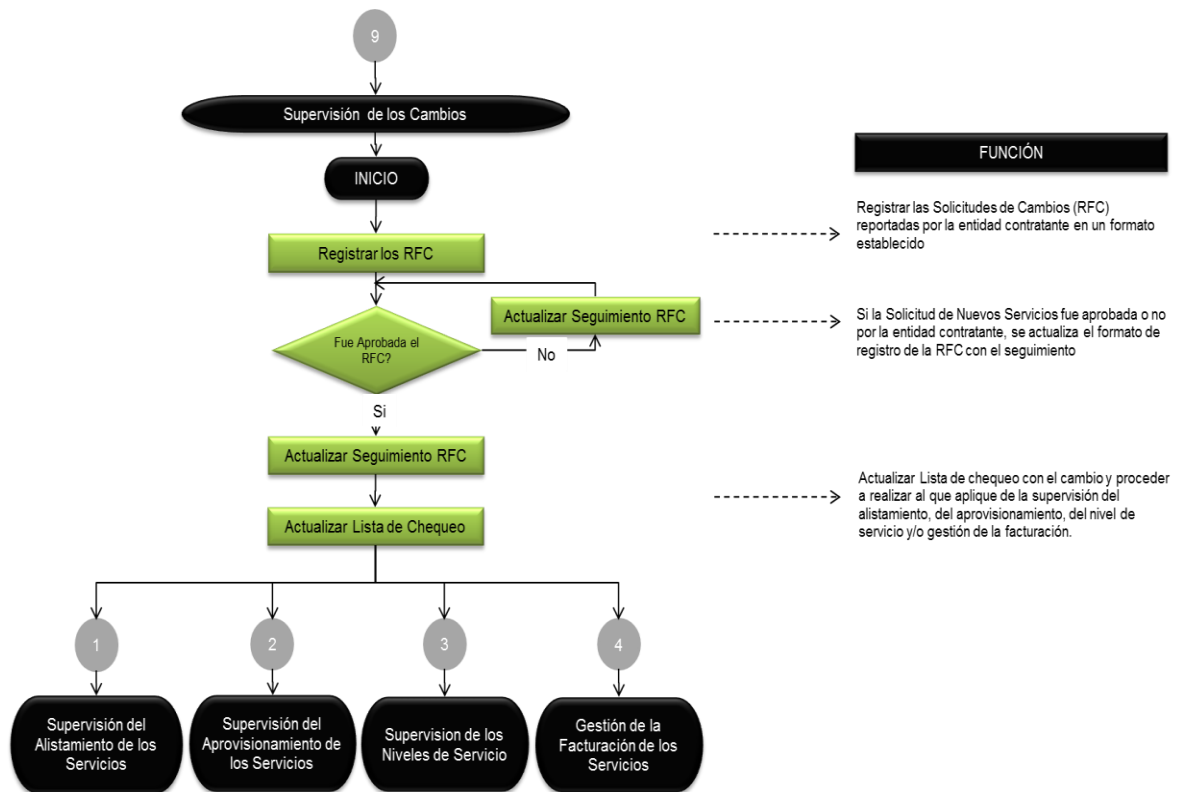 9
Supervisión de los Cambios
INICIO
FUNCIÓN
Registrar los RFC
Registrar las Solicitudes de Cambios (RFC)
reportadas por la entidad contratante en un formato
establecido
Actualizar Seguimiento RFC
Fue Aprobada el
RFC?
No
Si la Solicitud de Nuevos Servicios fue aprobada o no
por la entidad contratante, se actualiza el formato de
registro de la RFC con el seguimiento
Si
Actualizar Seguimiento RFC
Actualizar Lista de Chequeo
Actualizar Lista de chequeo con el cambio y proceder
a realizar al que aplique de la supervisión del
alistamiento, del aprovisionamiento, del nivel de
servicio y/o gestión de la facturación.
1
2
3
4
Supervisión del
Alistamiento de los
Servicios
Supervisión del
Aprovisionamiento de
los Servicios
Supervision de los
Niveles de Servicio
Gestión de la
Facturación de los
Servicios